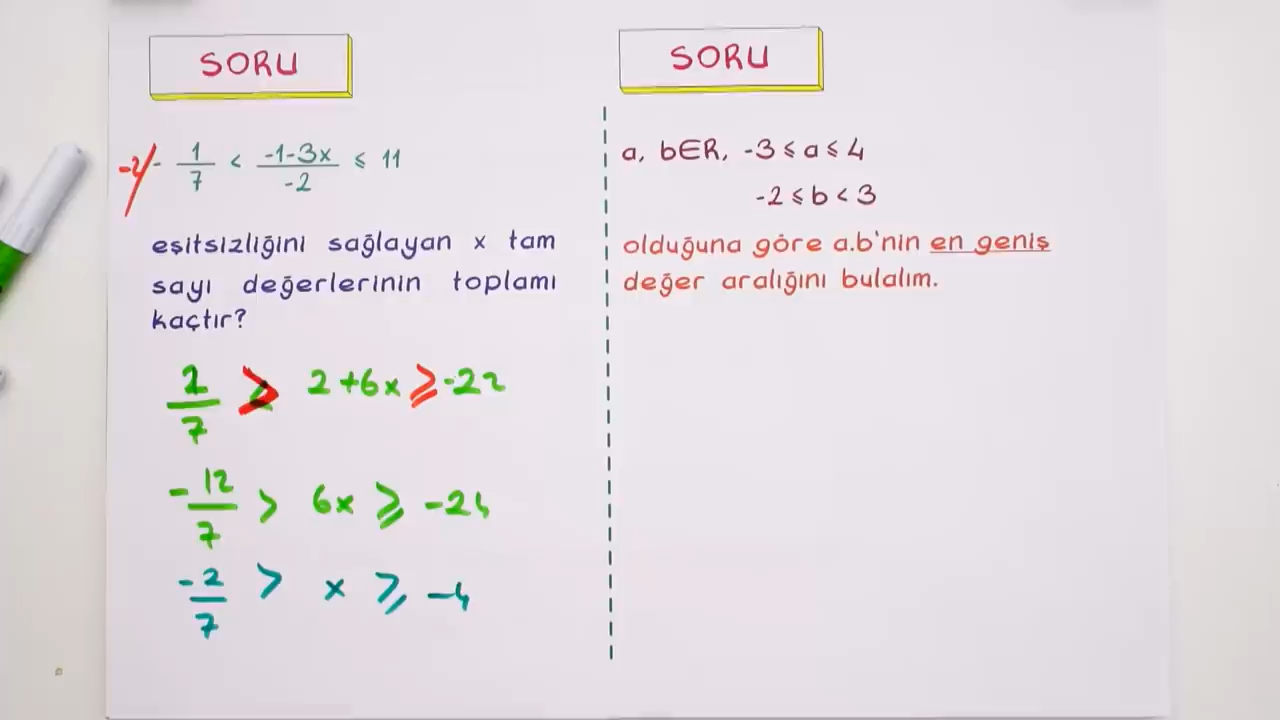 SORU
-2/ - 1/7 < -1-3x/-2 ≤ 11
eşitsizliğini sağlayan x tam
sayı değerlerinin toplamı
kaçtır?
2/7 > 2+6x ≥ -22
-12/7 > 6x ≥ -24
-2/7 > x ≥ -4
SORU
a, b∈R, -3 ≤ a ≤ 4
-2 ≤ b < 3
olduğuna göre a.b'nin en geniş
değer aralığını bulalım.